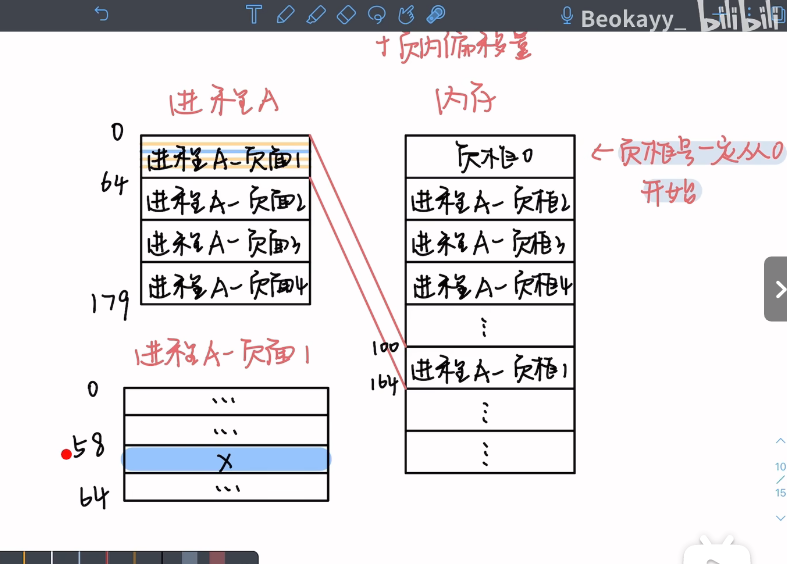 Beokayy_ bilibili
+页内偏移量
进程A
内存
0
进程A-页面1
页框0
←页框号一定从0
开始
64
进程A-页面2
进程A-页框2
进程A-页面3
进程A-页框3
进程A-页面4
进程A-页框4
179
⋮
进程A-页面1
100
进程A-页框1
164
0
...
⋮
...
58
X
⋮
64
...
10
/
15